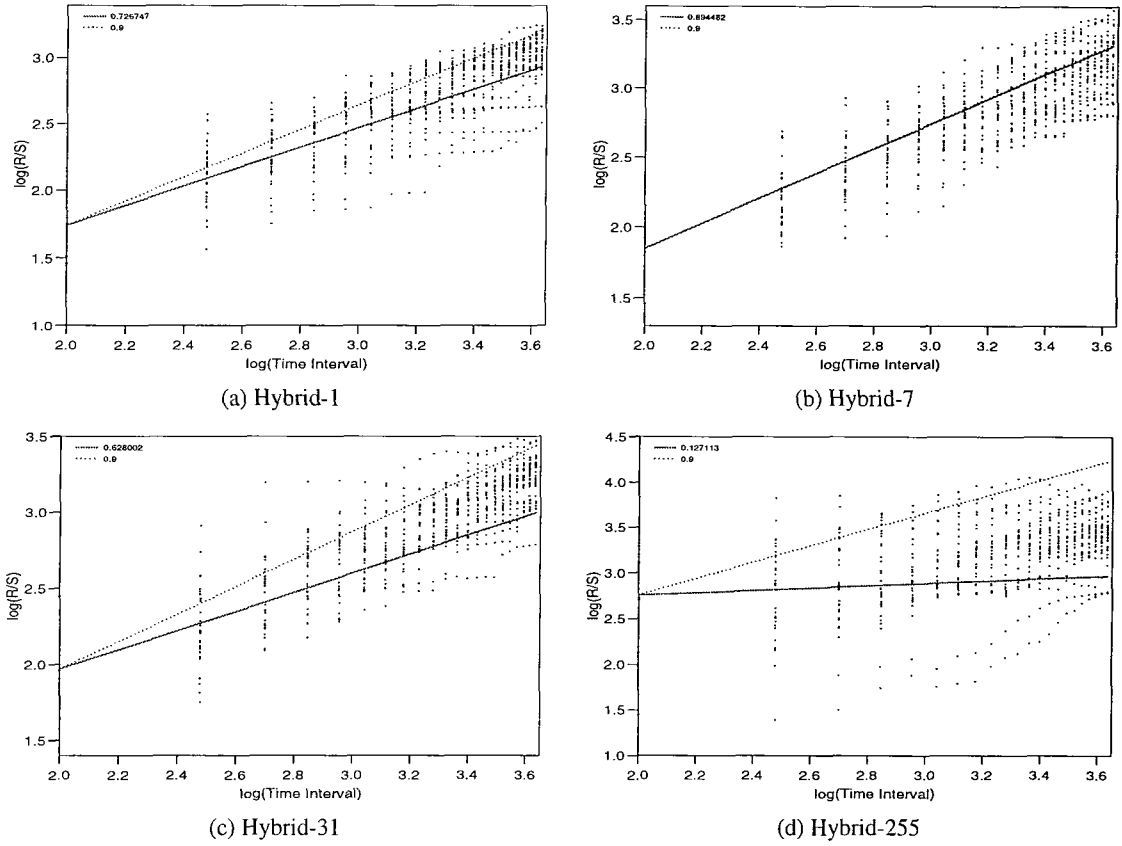 0.726747
0.9
log(R/S)
3.0
2.5
2.0
1.5
1.0
2.0 2.2 2.4 2.6 2.8 3.0 3.2 3.4 3.6
log(Time Interval)
(a) Hybrid-1
0.894482
0.9
log(R/S)
3.5
3.0
2.5
2.0
1.5
2.0 2.2 2.4 2.6 2.8 3.0 3.2 3.4 3.6
log(Time Interval)
(b) Hybrid-7
0.628002
0.9
log(R/S)
3.5
3.0
2.5
2.0
1.5
2.0 2.2 2.4 2.6 2.8 3.0 3.2 3.4 3.6
log(Time Interval)
(c) Hybrid-31
0.127113
0.9
log(R/S)
4.5
4.0
3.5
3.0
2.5
2.0
1.5
1.0
2.0 2.2 2.4 2.6 2.8 3.0 3.2 3.4 3.6
log(Time Interval)
(d) Hybrid-255